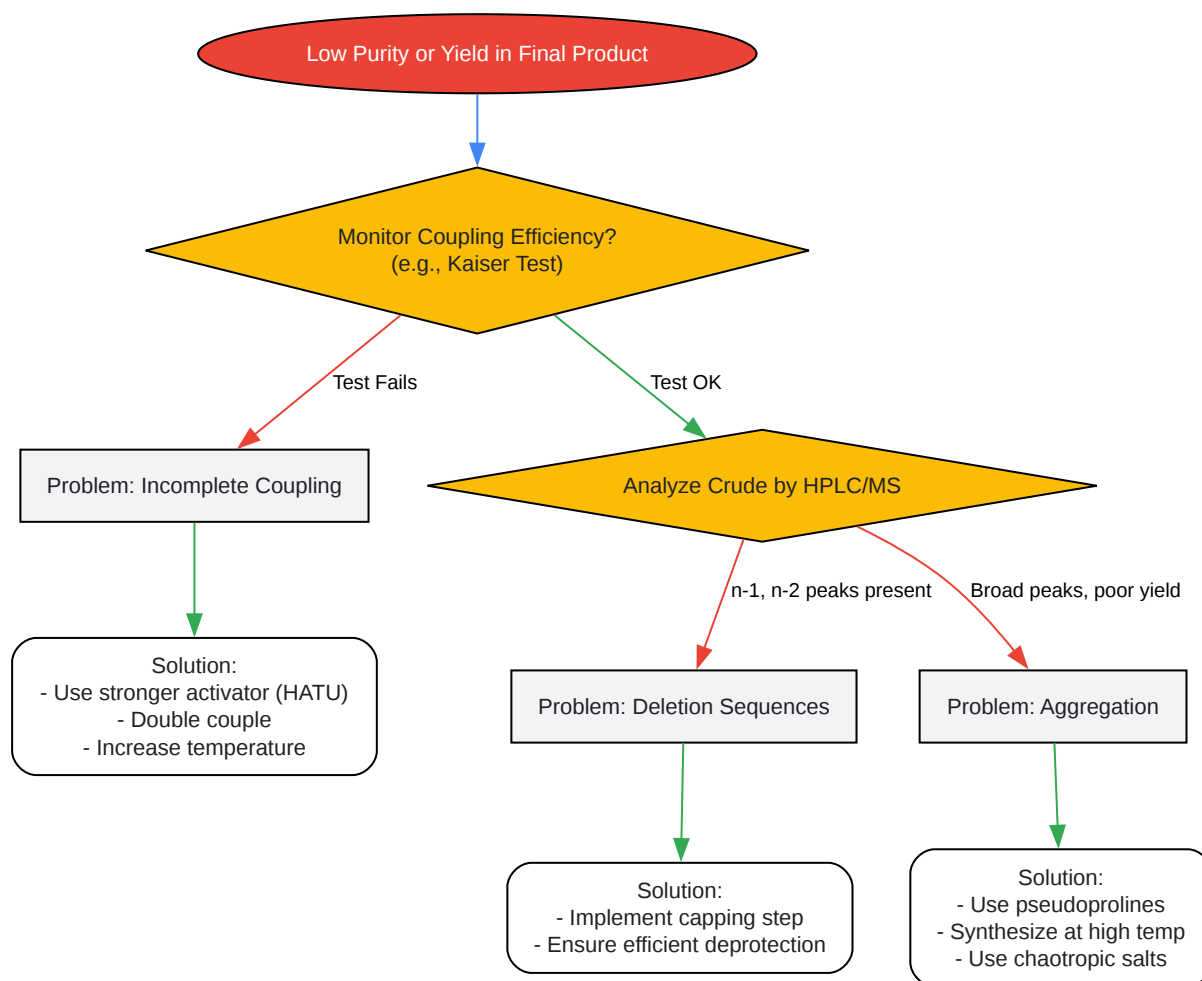 Low Purity or Yield in Final Product
Monitor Coupling Efficiency?
(e.g., Kaiser Test)
Test Fails
Test OK
Problem: Incomplete Coupling
Analyze Crude by HPLC/MS
Solution:
- Use stronger activator (HATU)
- Double couple
- Increase temperature
n-1, n-2 peaks present
Broad peaks, poor yield
Problem: Deletion Sequences
Problem: Aggregation
Solution:
- Implement capping step
- Ensure efficient deprotection
Solution:
- Use pseudoprolines
- Synthesize at high temp
- Use chaotropic salts